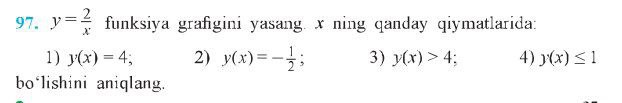 97. y=2/x funksiya grafigini yasang. x ning qanday qiymatlarida:
1) y(x) = 4; 2) y(x) = −1/2; 3) y(x) > 4; 4) y(x) ≤ 1
bo‘lishini aniqlang.